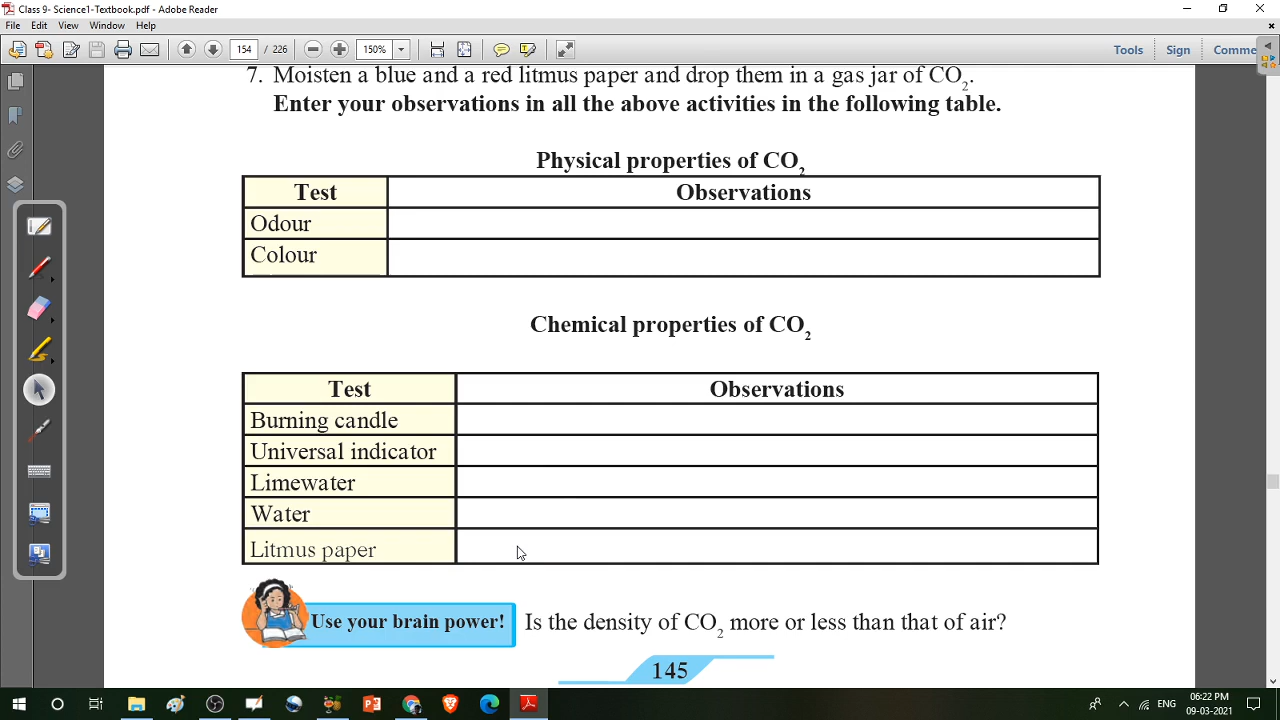 Class 9- Science1-Textbook.pdf - Adobe Reader
File Edit View Window Help
154 / 226 150% Tools Sign Comme
7. Moisten a blue and a red litmus paper and drop them in a gas jar of CO2.
Enter your observations in all the above activities in the following table.
Physical properties of CO2
Test Observations
Odour
Colour
Chemical properties of CO2
Test Observations
Burning candle
Universal indicator
Limewater
Water
Litmus paper
Use your brain power! Is the density of CO2 more or less than that of air?
145
ENG 06:22 PM
09-03-2021